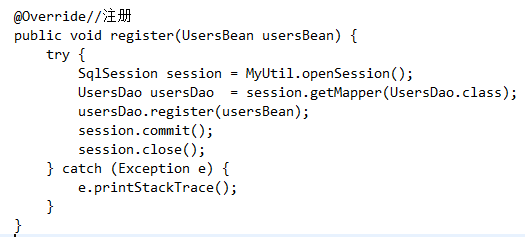 @Override//注册
public void register(UsersBean usersBean) {
    try {
        SqlSession session = MyUtil.openSession();
        UsersDao usersDao  = session.getMapper(UsersDao.class);
        usersDao.register(usersBean);
        session.commit();
        session.close();
    } catch (Exception e) {
        e.printStackTrace();
    }
}